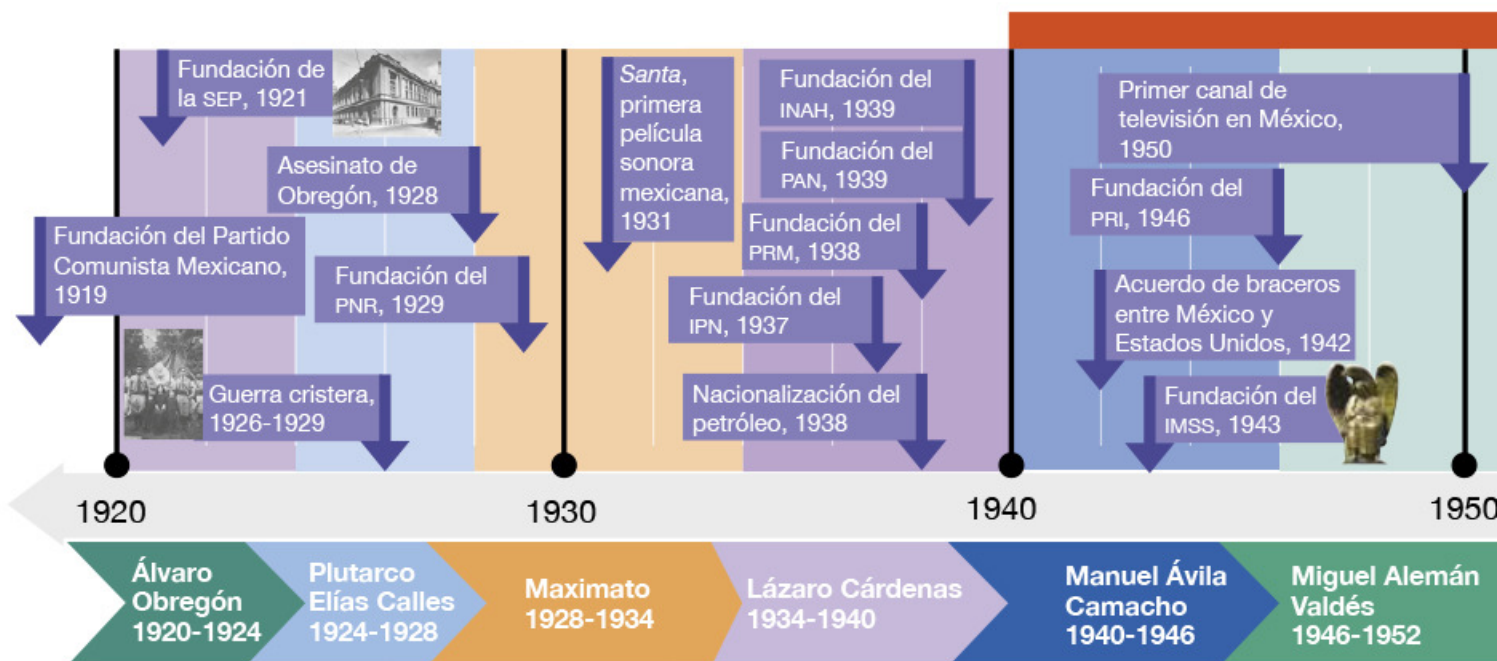 Fundación de
la SEP, 1921
Asesinato de
Obregón, 1928
Fundación del Partido
Comunista Mexicano,
1919
Fundación del
PNR, 1929
Guerra cristera,
1926-1929
Santa,
primera
película
sonora
mexicana,
1931
Fundación del
INAH, 1939
Fundación del
PAN, 1939
Fundación del
PRM, 1938
Fundación del
IPN, 1937
Nacionalización del
petróleo, 1938
Primer canal de
televisión en México,
1950
Fundación del
PRI, 1946
Acuerdo de braceros
entre México y
Estados Unidos, 1942
Fundación del
IMSS, 1943
1920
1930
1940
1950
Álvaro
Obregón
1920-1924
Plutarco
Elías Calles
1924-1928
Maximato
1928-1934
Lázaro Cárdenas
1934-1940
Manuel Ávila
Camacho
1940-1946
Miguel Alemán
Valdés
1946-1952